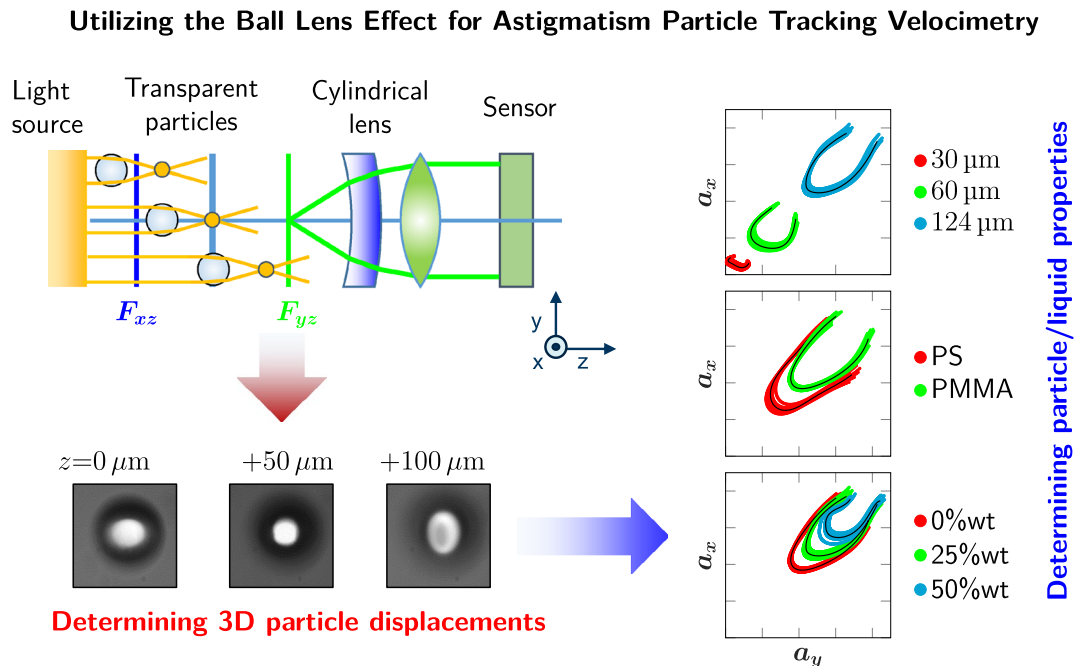 Utilizing the Ball Lens Effect for Astigmatism Particle Tracking Velocimetry
Light
source
Transparent
particles
Cylindrical
lens
Sensor
F_xz
F_yz
y
x
z
z=0 µm
+50 µm
+100 µm
Determining 3D particle displacements
a_x
30 µm
60 µm
124 µm
a_x
PS
PMMA
a_x
0%wt
25%wt
50%wt
a_y
Determining particle/liquid properties